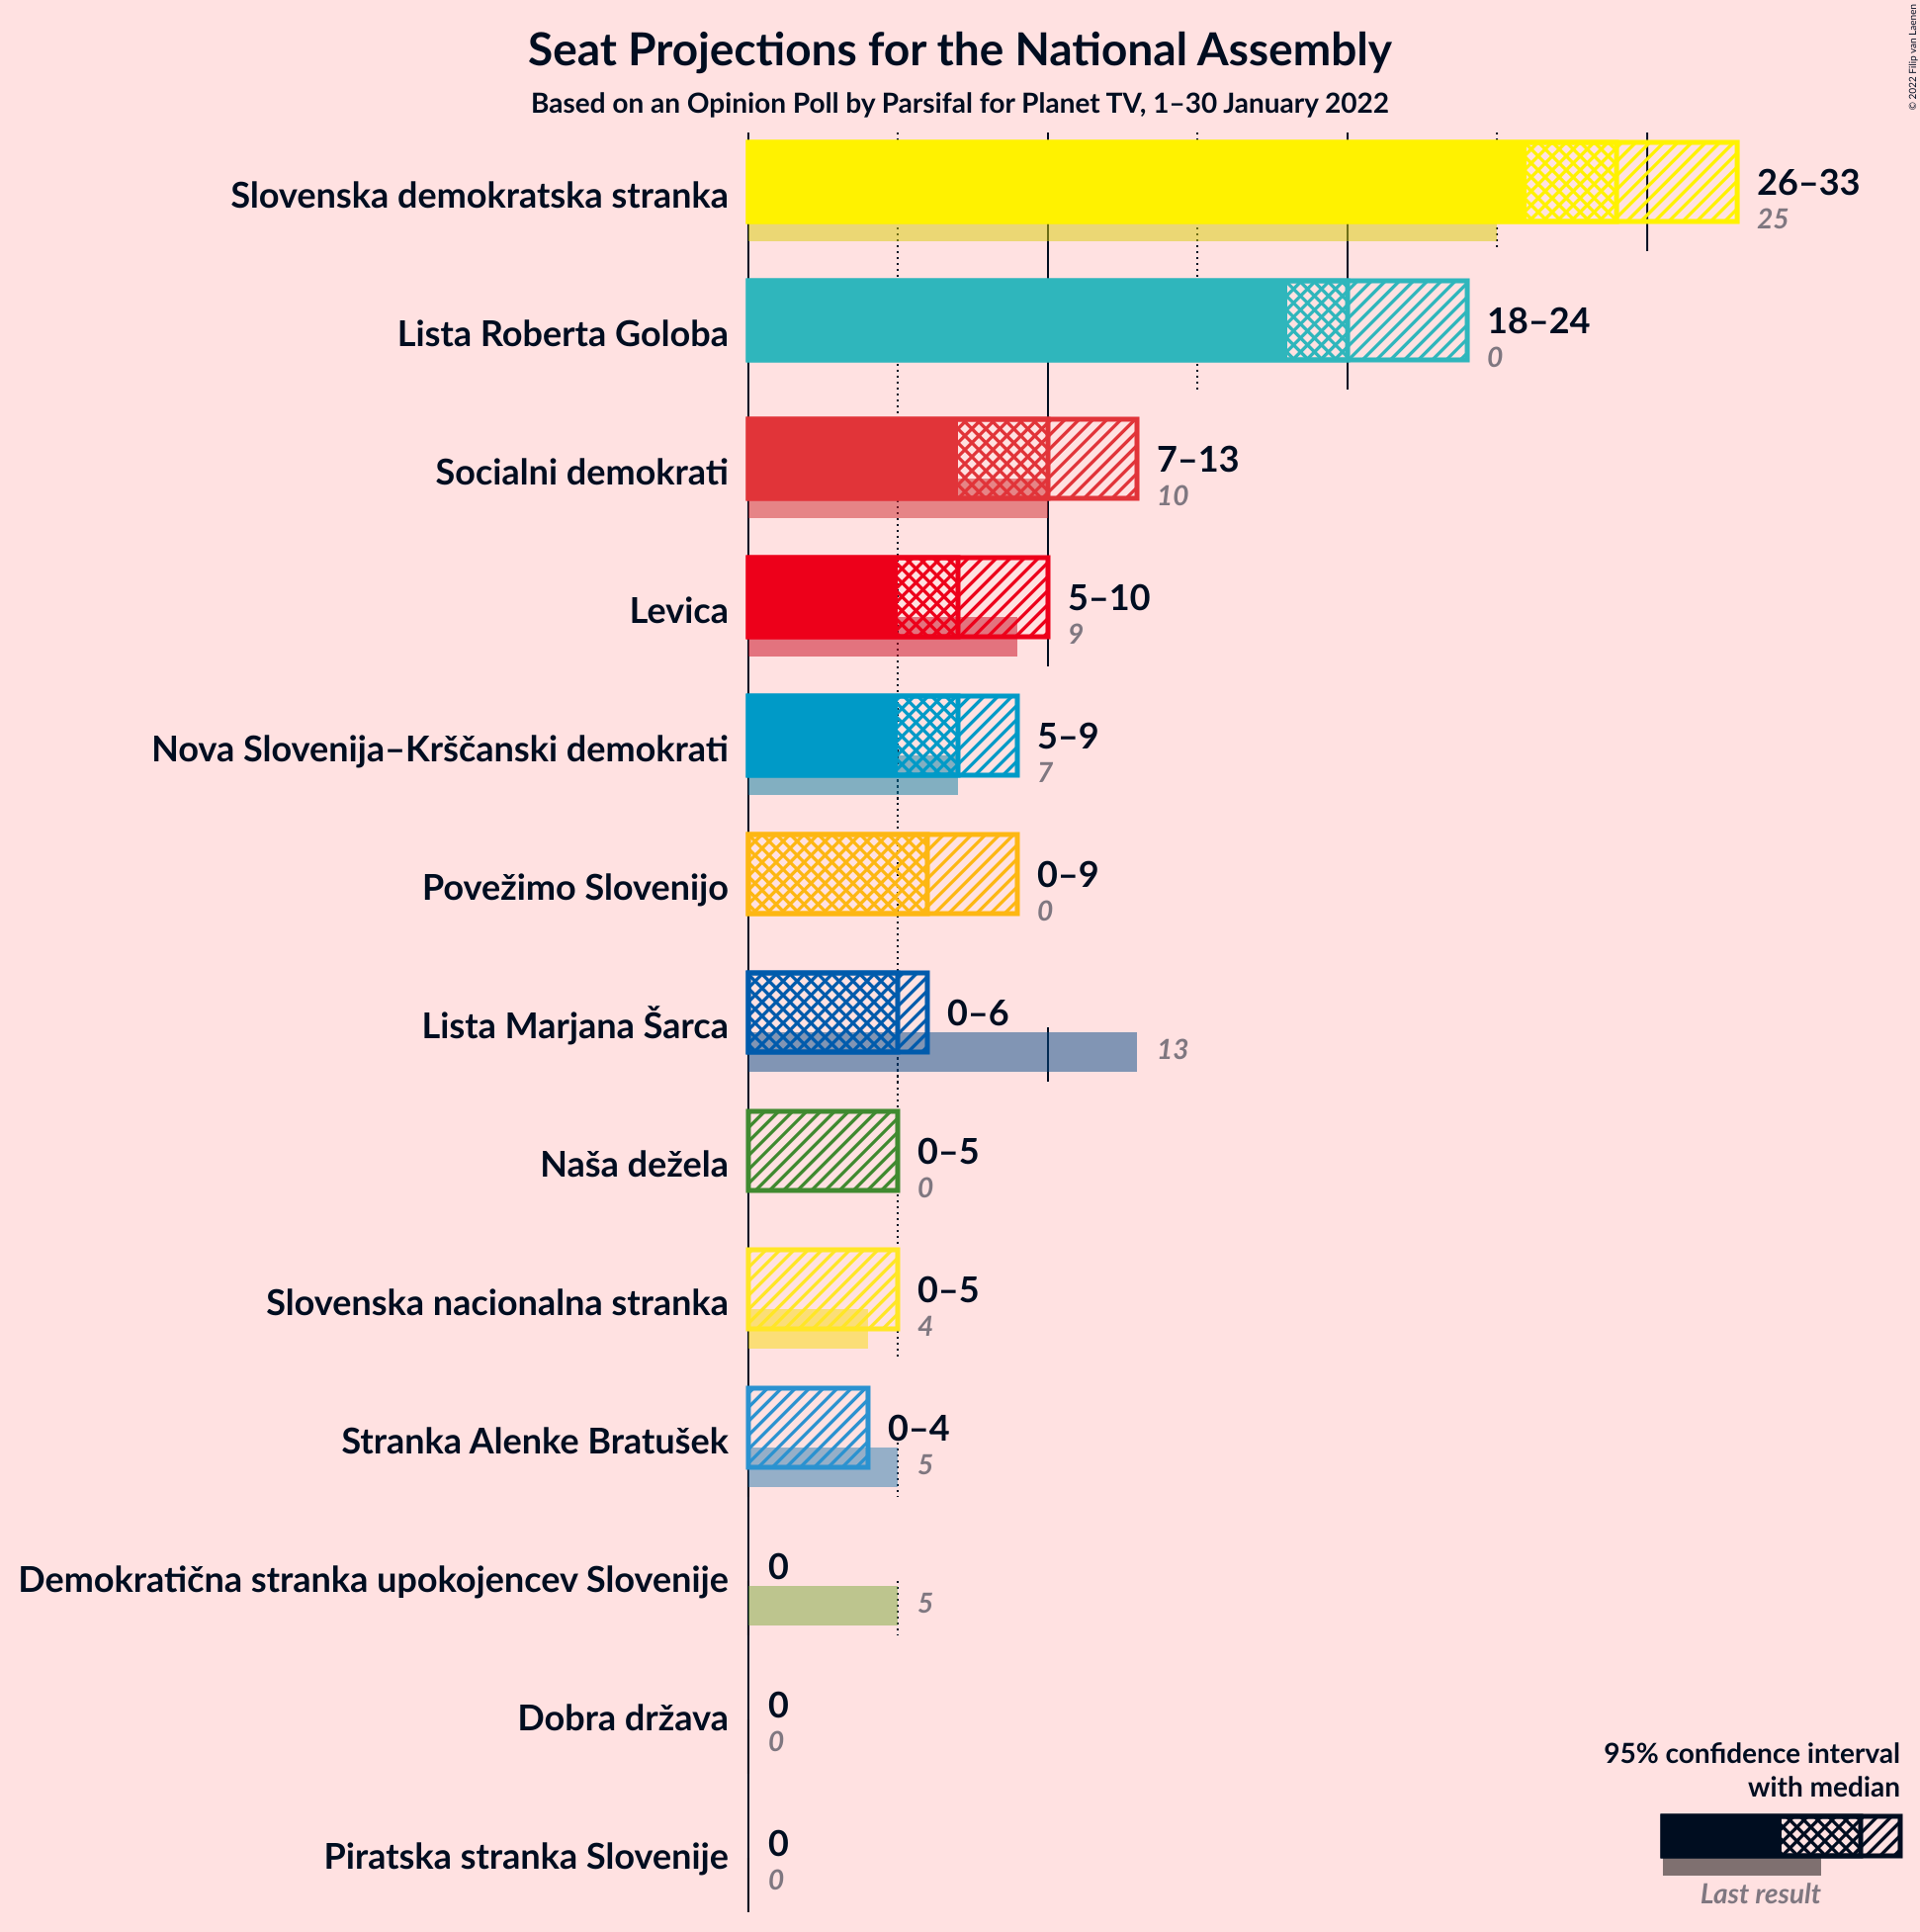 Seat Projections for the National Assembly
Based on an Opinion Poll by Parsifal for Planet TV, 1–30 January 2022
© 2022 Filip van Laenen
Slovenska demokratska stranka
26–33
25
Lista Roberta Goloba
18–24
0
Socialni demokrati
7–13
10
Levica
5–10
9
Nova Slovenija–Krščanski demokrati
5–9
7
Povežimo Slovenijo
0–9
0
Lista Marjana Šarca
0–6
13
Naša dežela
0–5
0
Slovenska nacionalna stranka
0–5
4
Stranka Alenke Bratušek
0–4
5
Demokratična stranka upokojencev Slovenije
0
5
Dobra država
0
0
Piratska stranka Slovenije
0
0
95% confidence interval
with median
Last result